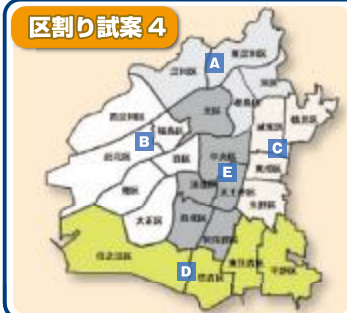 区割り試案4
東淀川区
淀川区
A
旭区
西淀川区
北区
都島区
鶴見区
福島区
城東区
B
C
此花区
西区
中央区
東成区
E
港区
浪速区
天王寺区
生野区
大正区
西成区
阿倍野区
住之江区
D
住吉区
東住吉区
平野区